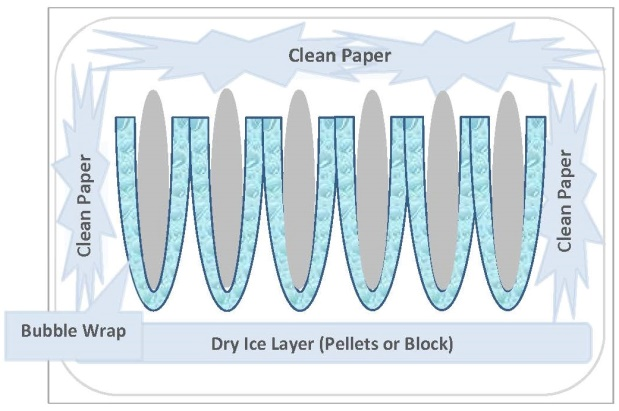 Clean Paper
Clean Paper
Clean Paper
Bubble Wrap
Dry Ice Layer (Pellets or Block)